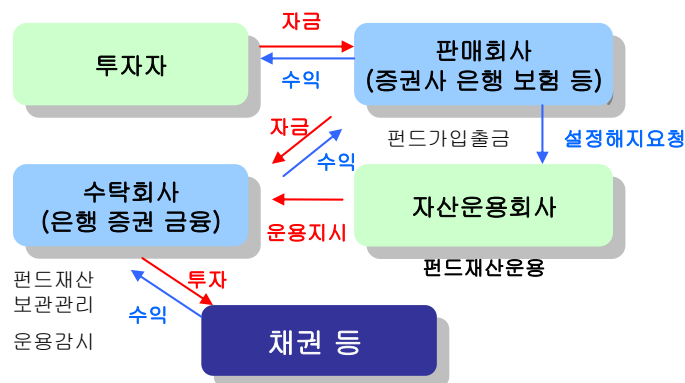 자금
투자자
판매회사
(증권사 은행 보험 등)
수익
자금
펀드가입출금
설정해지요청
수익
수탁회사
(은행 증권 금융)
자산운용회사
운용지시
펀드재산운용
펀드재산
보관관리
투자
수익
운용감시
채권 등